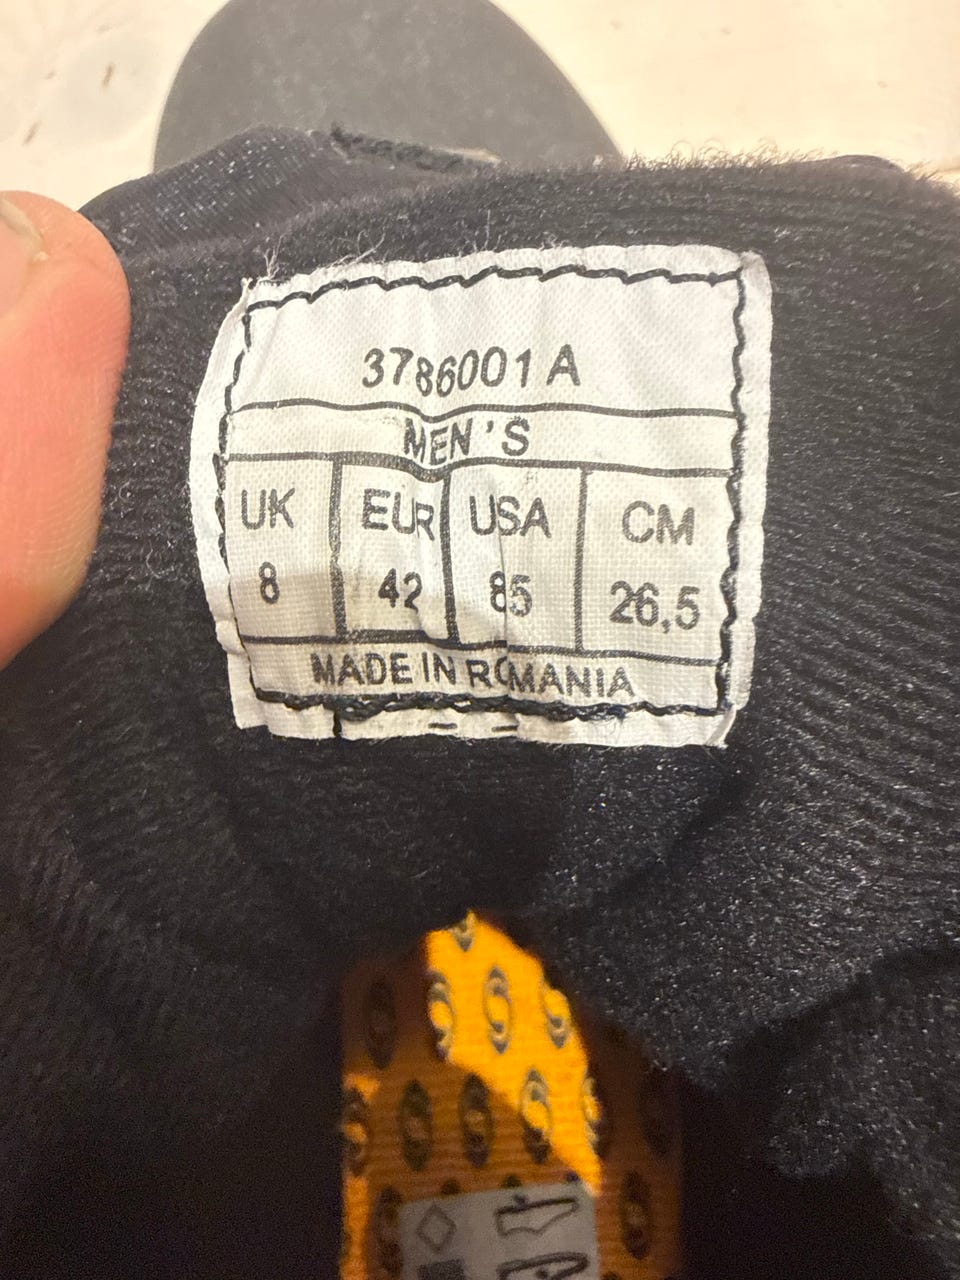 3786001 A
MEN'S
UK EUR USA CM
8 42 85 26,5
MADE IN ROMANIA